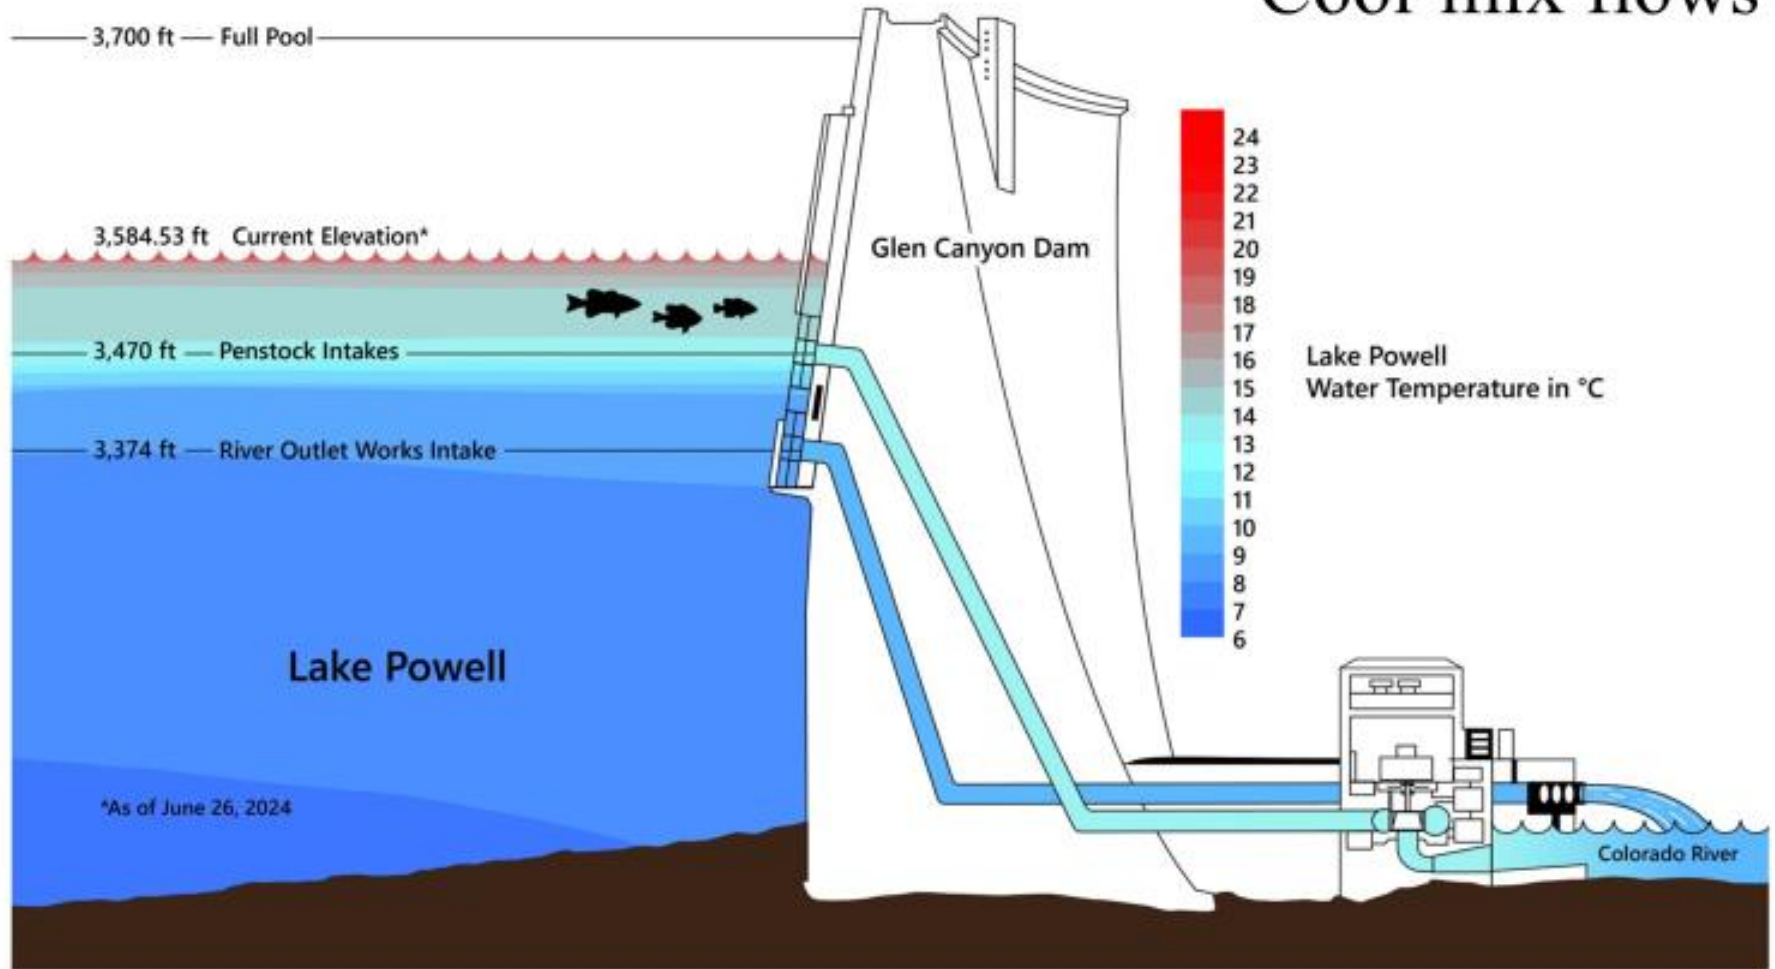 Cool mix flows
3,700 ft — Full Pool
3,584.53 ft Current Elevation*
Glen Canyon Dam
3,470 ft — Penstock Intakes
3,374 ft — River Outlet Works Intake
24
23
22
21
20
19
18
17
16
15
14
13
12
11
10
9
8
7
6
Lake Powell
Water Temperature in °C
Lake Powell
*As of June 26, 2024
Colorado River